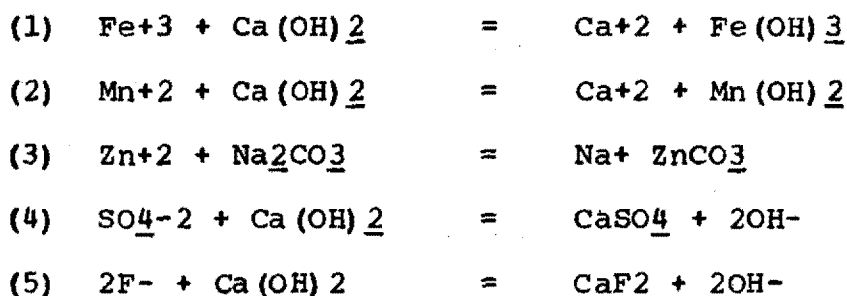 (1) Fe+3 + Ca(OH)2 = Ca+2 + Fe(OH)3
(2) Mn+2 + Ca(OH)2 = Ca+2 + Mn(OH)2
(3) Zn+2 + Na2CO3 = Na+ ZnCO3
(4) SO4-2 + Ca(OH)2 = CaSO4 + 2OH-
(5) 2F- + Ca(OH)2 = CaF2 + 2OH-